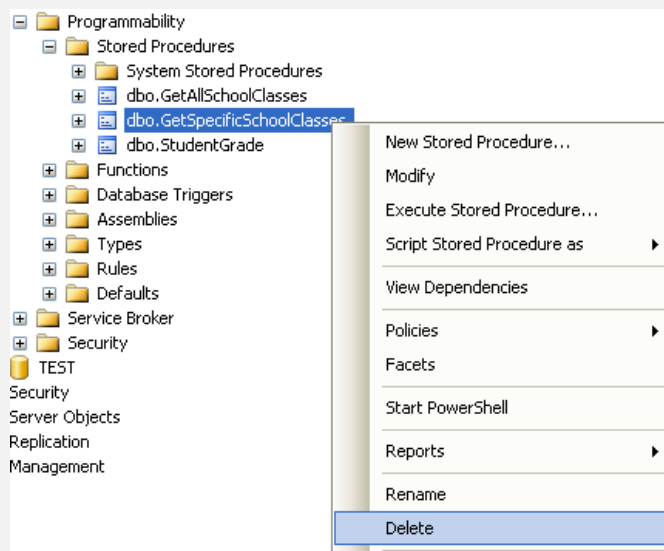 Programmability
Stored Procedures
System Stored Procedures
dbo.GetAllSchoolClasses
dbo.GetSpecificSchoolClasses
dbo.StudentGrade
Functions
Database Triggers
Assemblies
Types
Rules
Defaults
Service Broker
Security
TEST
Security
Server Objects
Replication
Management
New Stored Procedure...
Modify
Execute Stored Procedure...
Script Stored Procedure as
View Dependencies
Policies
Facets
Start PowerShell
Reports
Rename
Delete